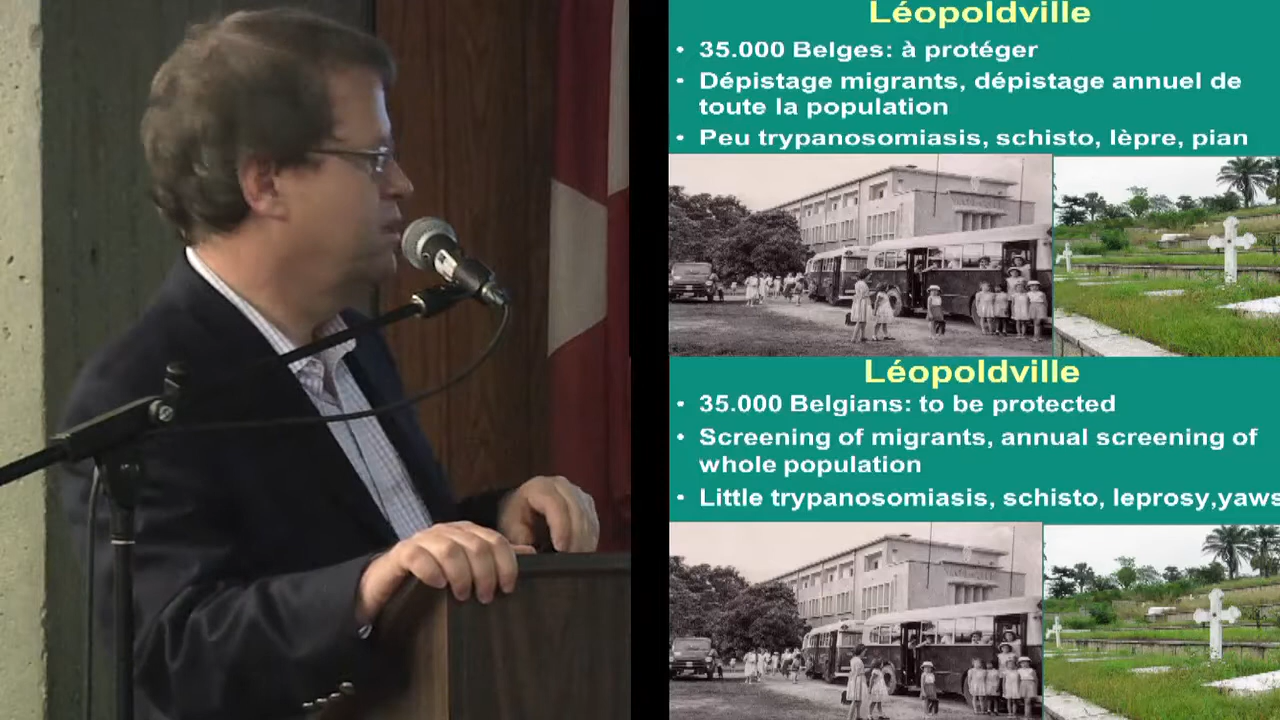 Léopoldville
• 35.000 Belges: à protéger
• Dépistage migrants, dépistage annuel de
toute la population
• Peu trypanosomiasis, schisto, lèpre, pian
Léopoldville
• 35.000 Belgians: to be protected
• Screening of migrants, annual screening of
whole population
• Little trypanosomiasis, schisto, leprosy,yaws